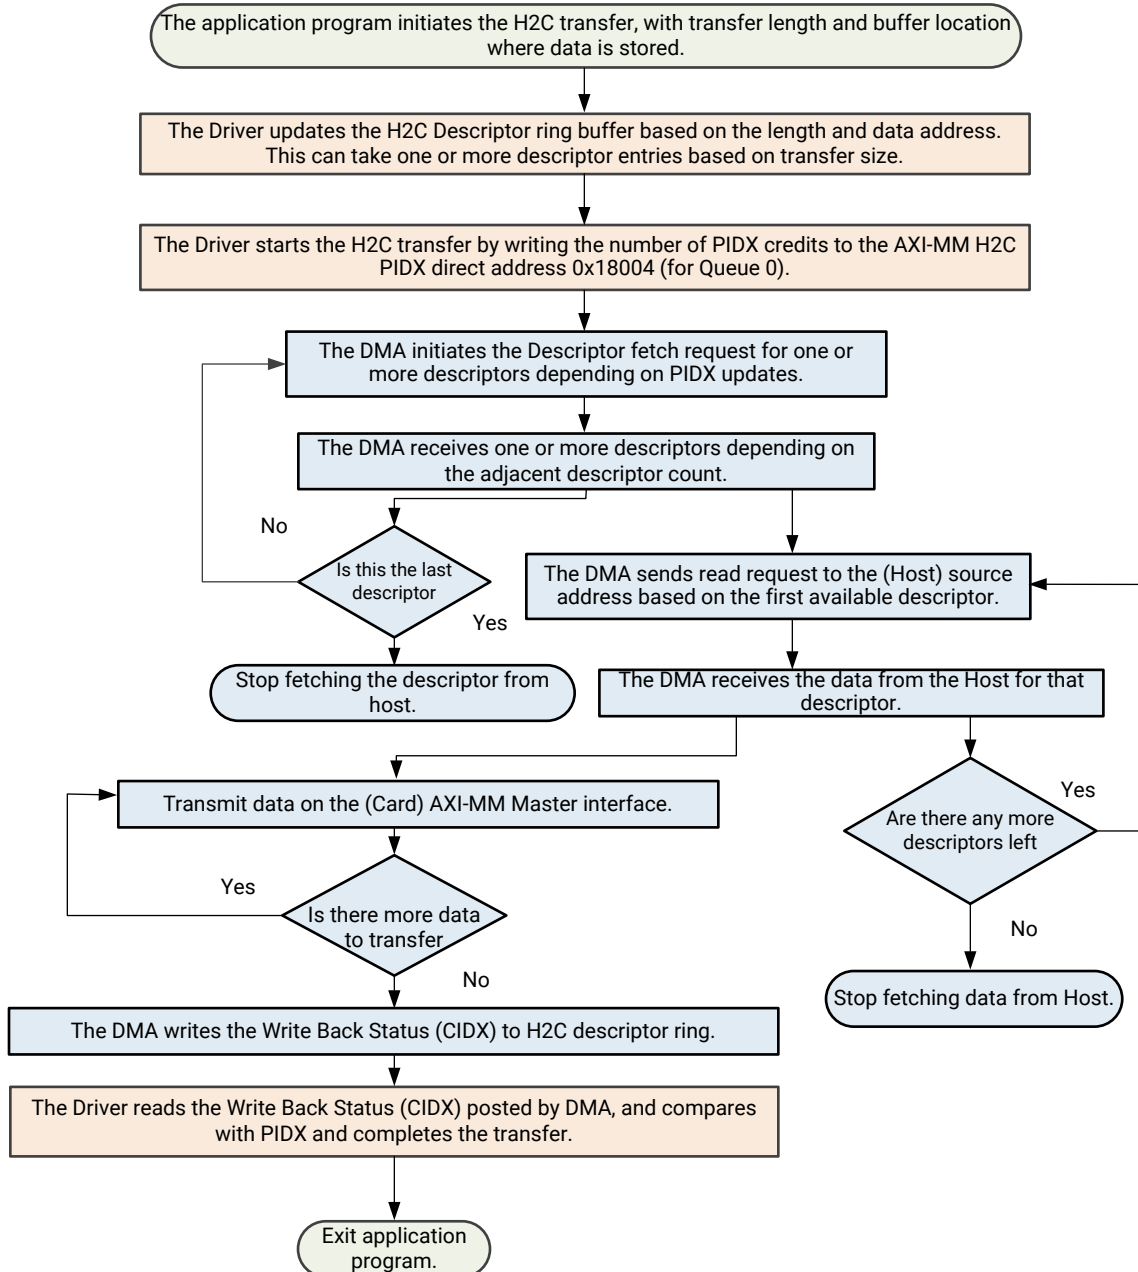 The application program initiates the H2C transfer, with transfer length and buffer location
where data is stored.
The Driver updates the H2C Descriptor ring buffer based on the length and data address.
This can take one or more descriptor entries based on transfer size.
The Driver starts the H2C transfer by writing the number of PIDX credits to the AXI-MM H2C
PIDX direct address 0x18004 (for Queue 0).
The DMA initiates the Descriptor fetch request for one or
more descriptors depending on PIDX updates.
The DMA receives one or more descriptors depending on
the adjacent descriptor count.
No
Is this the last
descriptor
Yes
Stop fetching the descriptor from
host.
The DMA sends read request to the (Host) source
address based on the first available descriptor.
The DMA receives the data from the Host for that
descriptor.
Yes
Are there any more
descriptors left
No
Stop fetching data from Host.
Transmit data on the (Card) AXI-MM Master interface.
Yes
Is there more data
to transfer
No
The DMA writes the Write Back Status (CIDX) to H2C descriptor ring.
The Driver reads the Write Back Status (CIDX) posted by DMA, and compares
with PIDX and completes the transfer.
Exit application
program.